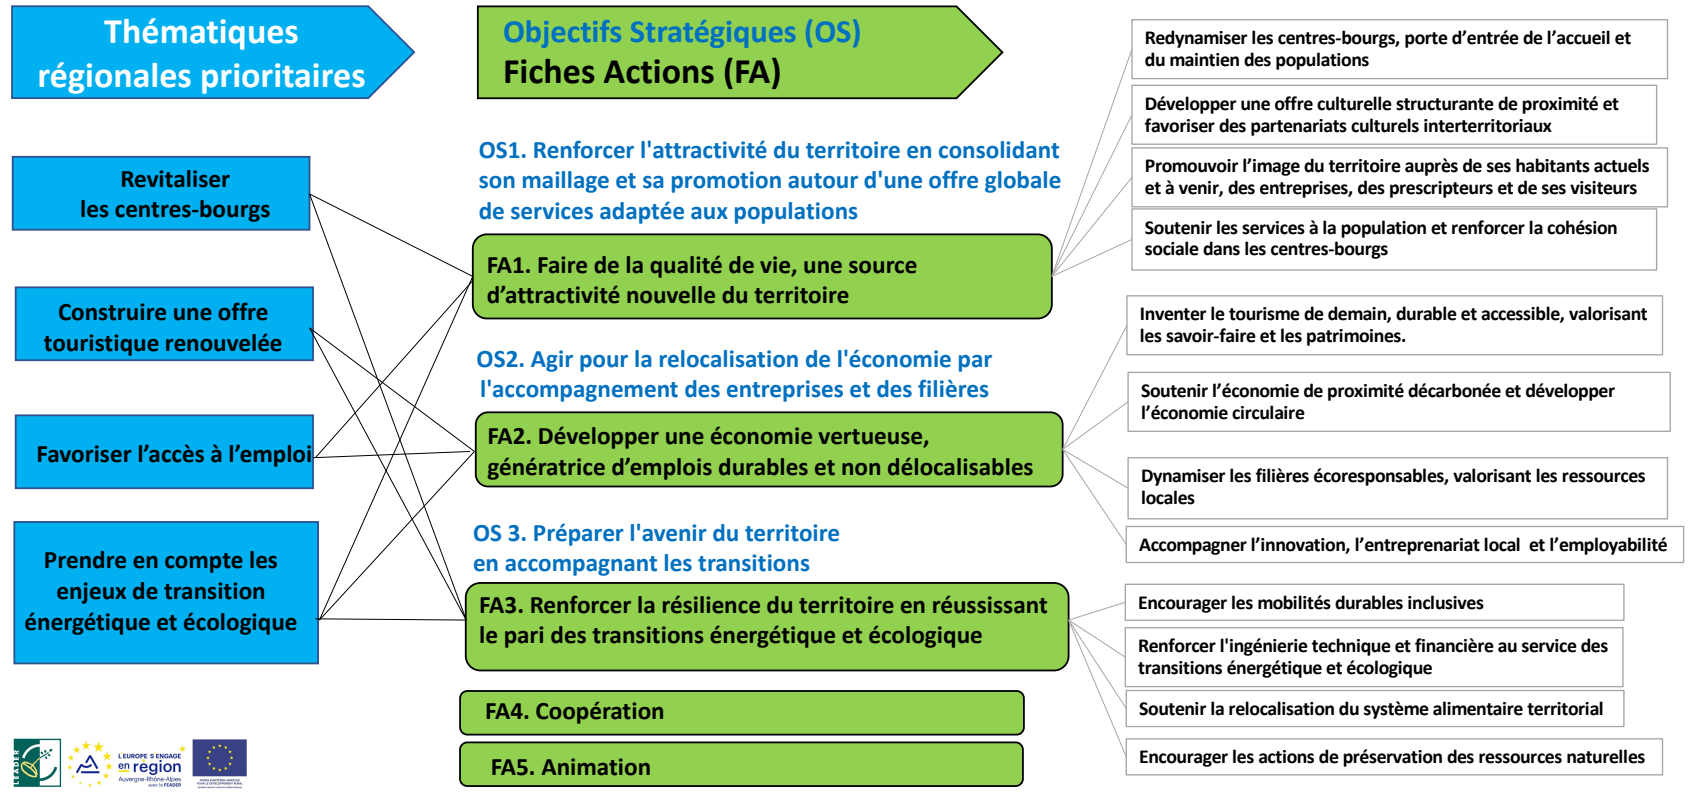 Thématiques
régionales prioritaires
Objectifs Stratégiques (OS)
Fiches Actions (FA)
Revitaliser
les centres-bourgs
Construire une offre
touristique renouvelée
Favoriser l’accès à l’emploi
Prendre en compte les
enjeux de transition
énergétique et écologique
OS1. Renforcer l'attractivité du territoire en consolidant
son maillage et sa promotion autour d'une offre globale
de services adaptée aux populations
FA1. Faire de la qualité de vie, une source
d’attractivité nouvelle du territoire
OS2. Agir pour la relocalisation de l'économie par
l'accompagnement des entreprises et des filières
FA2. Développer une économie vertueuse,
génératrice d’emplois durables et non délocalisables
OS 3. Préparer l'avenir du territoire
en accompagnant les transitions
FA3. Renforcer la résilience du territoire en réussissant
le pari des transitions énergétique et écologique
FA4. Coopération
FA5. Animation
Redynamiser les centres-bourgs, porte d’entrée de l’accueil et
du maintien des populations
Développer une offre culturelle structurante de proximité et
favoriser des partenariats culturels interterritoriaux
Promouvoir l’image du territoire auprès de ses habitants actuels
et à venir, des entreprises, des prescripteurs et de ses visiteurs
Soutenir les services à la population et renforcer la cohésion
sociale dans les centres-bourgs
Inventer le tourisme de demain, durable et accessible, valorisant
les savoir-faire et les patrimoines.
Soutenir l’économie de proximité décarbonée et développer
l’économie circulaire
Dynamiser les filières écoresponsables, valorisant les ressources
locales
Accompagner l’innovation, l’entreprenariat local et l’employabilité
Encourager les mobilités durables inclusives
Renforcer l'ingénierie technique et financière au service des
transitions énergétique et écologique
Soutenir la relocalisation du système alimentaire territorial
Encourager les actions de préservation des ressources naturelles
LEADER
L'EUROPE S'ENGAGE
en région
Auvergne-Rhône-Alpes
avec le FEADER